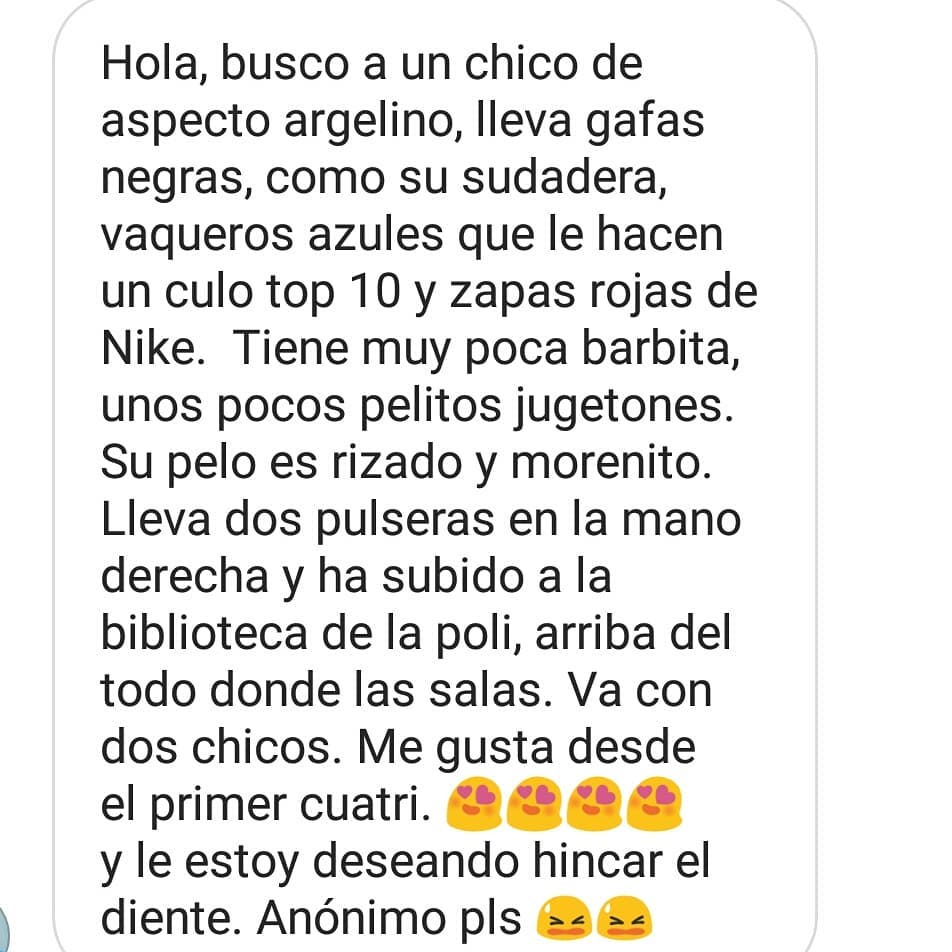 Hola, busco a un chico de
aspecto argelino, lleva gafas
negras, como su sudadera,
vaqueros azules que le hacen
un culo top 10 y zapas rojas de
Nike.  Tiene muy poca barbita,
unos pocos pelitos jugetones.
Su pelo es rizado y morenito.
Lleva dos pulseras en la mano
derecha y ha subido a la
biblioteca de la poli, arriba del
todo donde las salas. Va con
dos chicos. Me gusta desde
el primer cuatri. 😍😍😍😍
y le estoy deseando hincar el
diente. Anónimo pls 😫😫